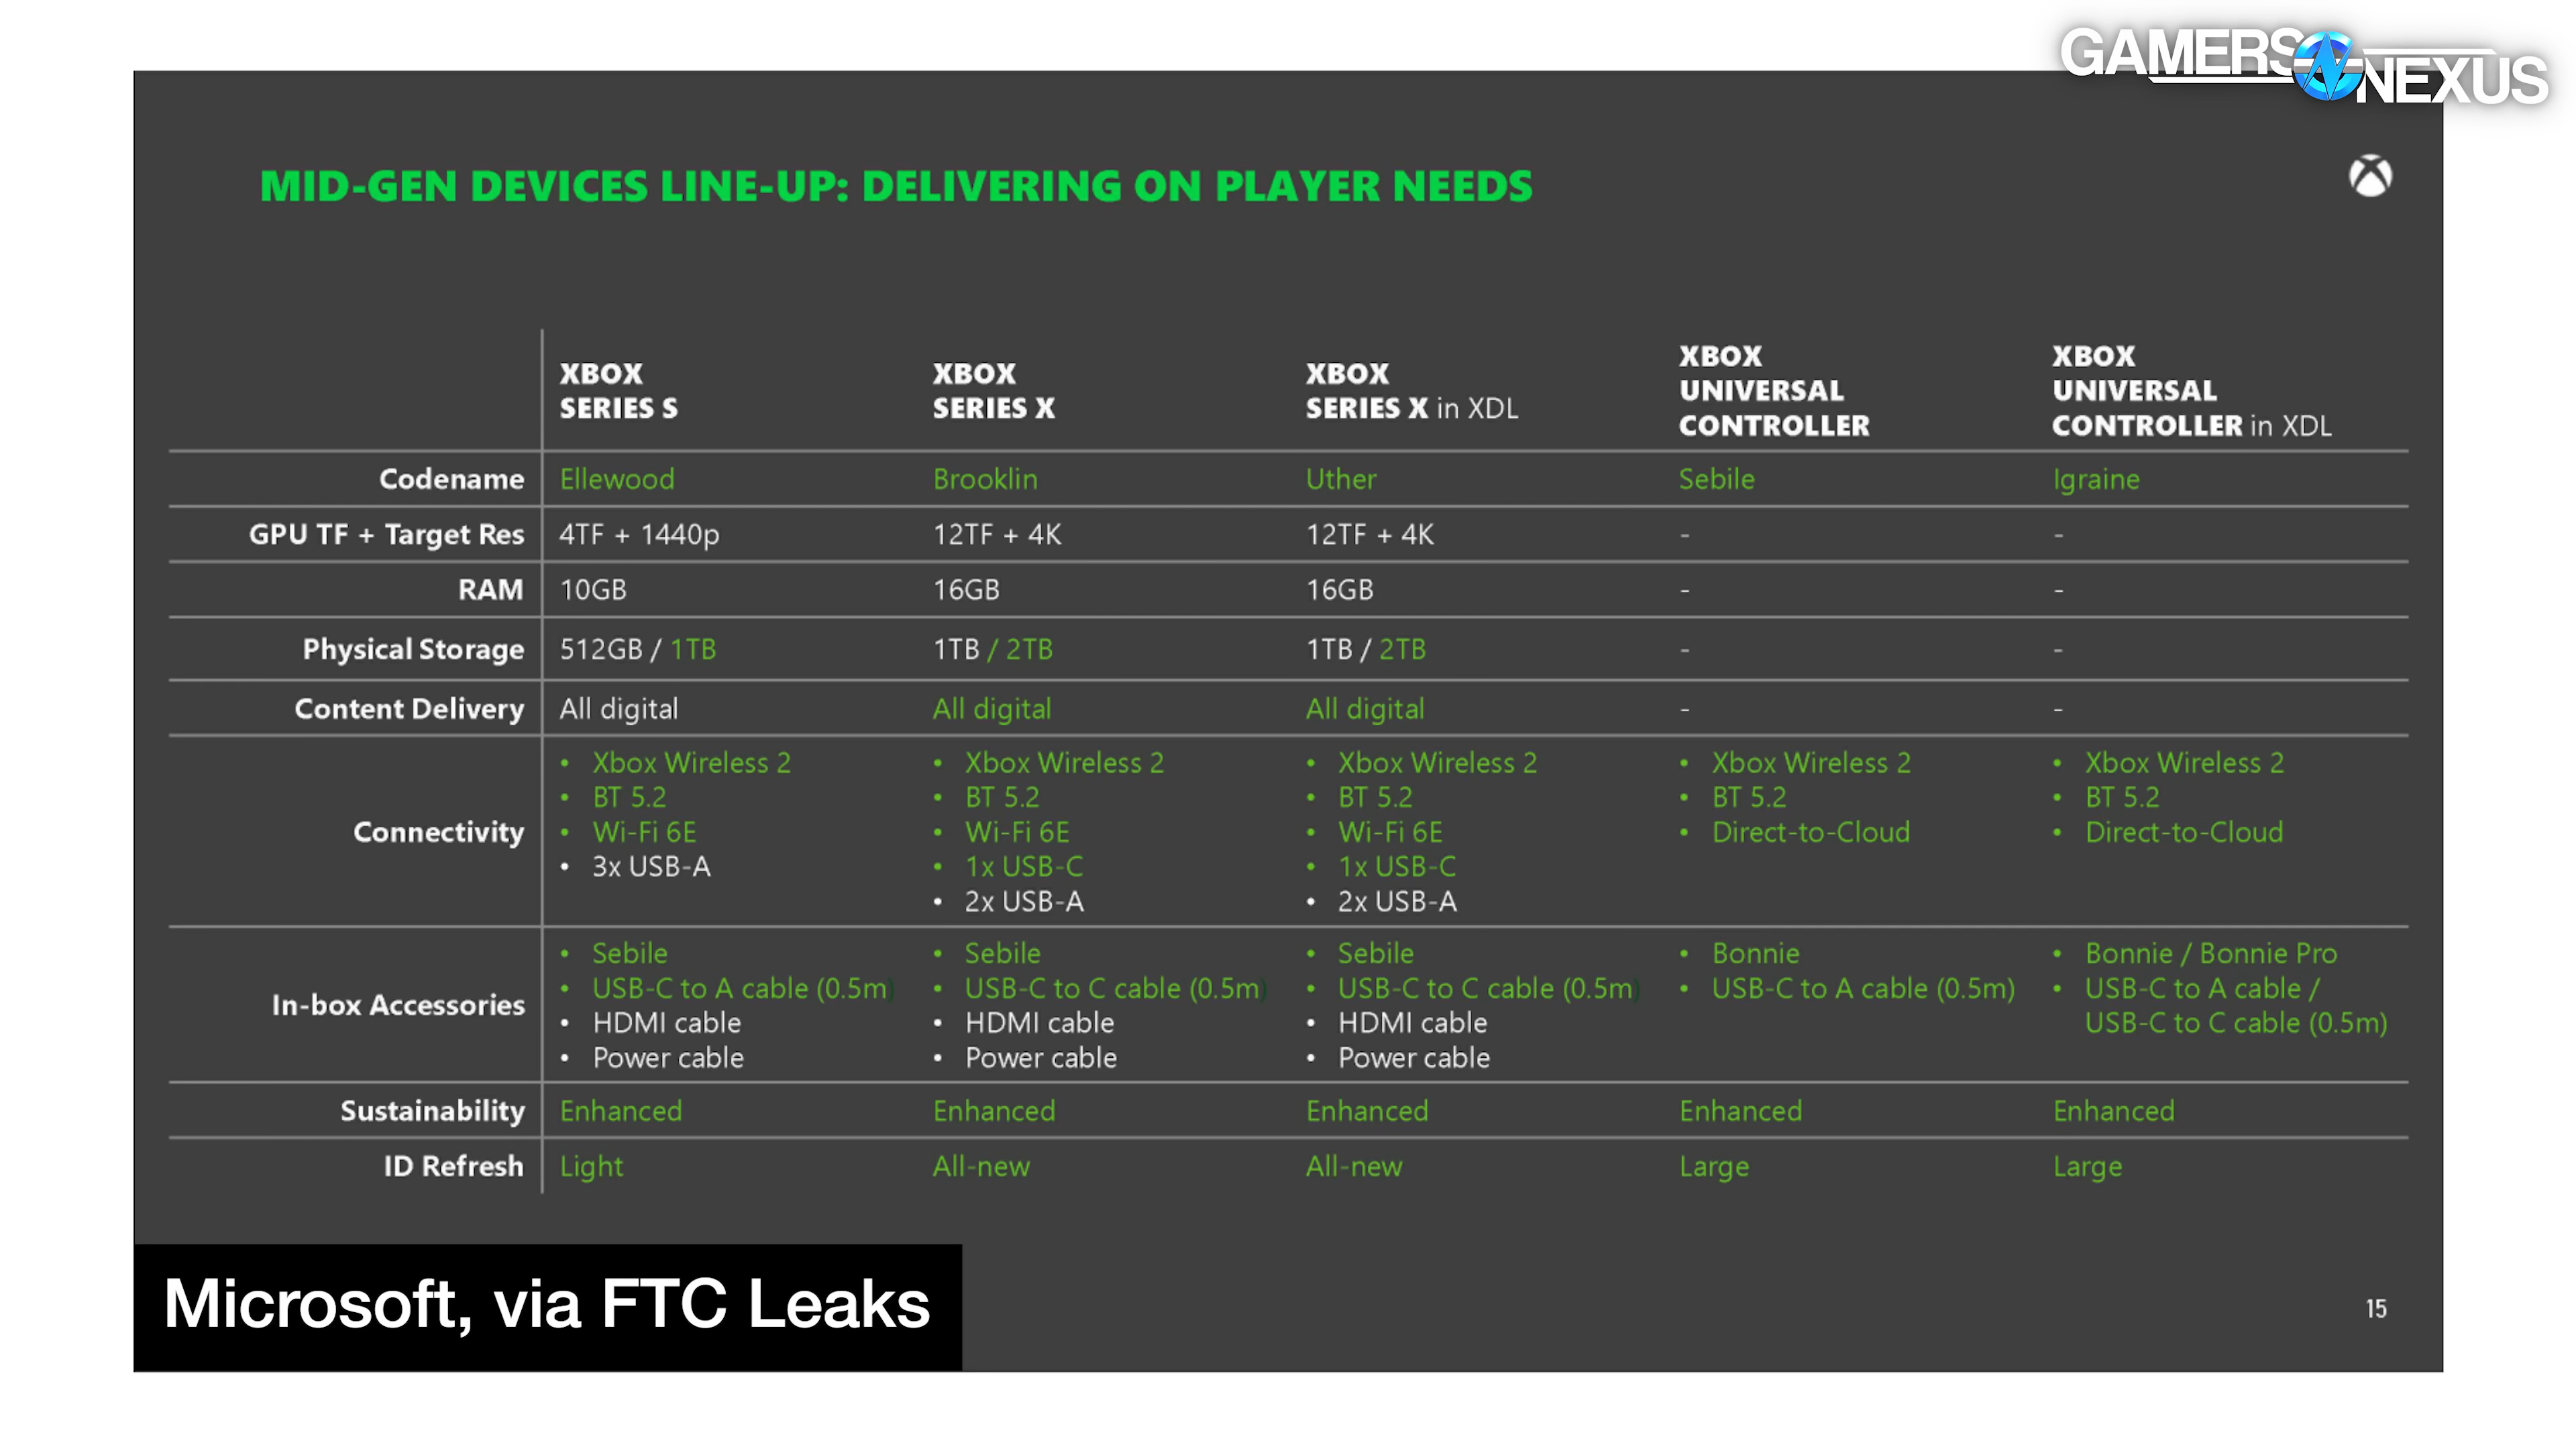 GAMERS NEXUS
MID-GEN DEVICES LINE-UP: DELIVERING ON PLAYER NEEDS
XBOX SERIES S
XBOX SERIES X
XBOX SERIES X in XDL
XBOX UNIVERSAL CONTROLLER
XBOX UNIVERSAL CONTROLLER in XDL
Codename Ellewood Brooklin Uther Sebile Igraine
GPU TF + Target Res 4TF + 1440p 12TF + 4K 12TF + 4K - -
RAM 10GB 16GB 16GB - -
Physical Storage 512GB / 1TB 1TB / 2TB 1TB / 2TB - -
Content Delivery All digital All digital All digital - -
Connectivity
• Xbox Wireless 2
• BT 5.2
• Wi-Fi 6E
• 3x USB-A
• Xbox Wireless 2
• BT 5.2
• Wi-Fi 6E
• 1x USB-C
• 2x USB-A
• Xbox Wireless 2
• BT 5.2
• Wi-Fi 6E
• 1x USB-C
• 2x USB-A
• Xbox Wireless 2
• BT 5.2
• Direct-to-Cloud
• Xbox Wireless 2
• BT 5.2
• Direct-to-Cloud
In-box Accessories
• Sebile
• USB-C to A cable (0.5m)
• HDMI cable
• Power cable
• Sebile
• USB-C to C cable (0.5m)
• HDMI cable
• Power cable
• Sebile
• USB-C to C cable (0.5m)
• HDMI cable
• Power cable
• Bonnie
• USB-C to A cable (0.5m)
• Bonnie / Bonnie Pro
• USB-C to A cable /
USB-C to C cable (0.5m)
Sustainability Enhanced Enhanced Enhanced Enhanced Enhanced
ID Refresh Light All-new All-new Large Large
Microsoft, via FTC Leaks
15